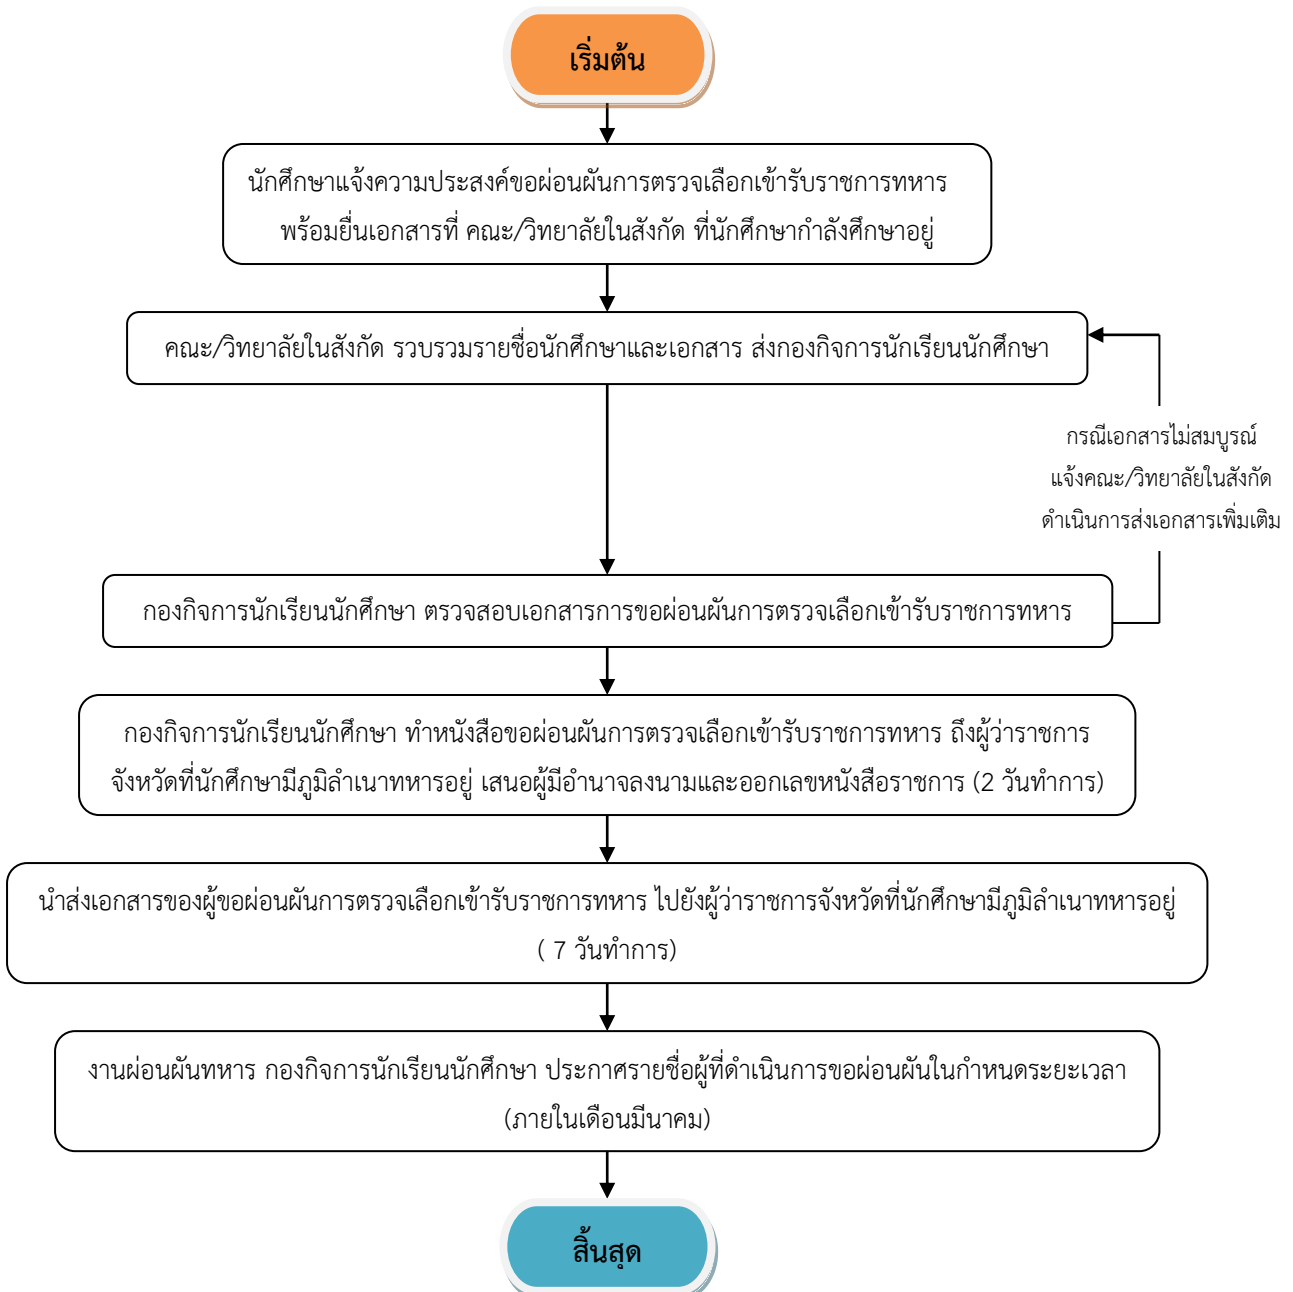 เริ่มต้น
นักศึกษาแจ้งความประสงค์ขอผ่อนผันการตรวจเลือกเข้ารับราชการทหาร
พร้อมยื่นเอกสารที่ คณะ/วิทยาลัยในสังกัด ที่นักศึกษากำลังศึกษาอยู่
คณะ/วิทยาลัยในสังกัด รวบรวมรายชื่อนักศึกษาและเอกสาร ส่งกองกิจการนักเรียนนักศึกษา
กรณีเอกสารไม่สมบูรณ์
แจ้งคณะ/วิทยาลัยในสังกัด
ดำเนินการส่งเอกสารเพิ่มเติม
กองกิจการนักเรียนนักศึกษา ตรวจสอบเอกสารการขอผ่อนผันการตรวจเลือกเข้ารับราชการทหาร
กองกิจการนักเรียนนักศึกษา ทำหนังสือขอผ่อนผันการตรวจเลือกเข้ารับราชการทหาร ถึงผู้ว่าราชการ
จังหวัดที่นักศึกษามีภูมิลำเนาทหารอยู่ เสนอผู้มีอำนาจลงนามและออกเลขหนังสือราชการ (2 วันทำการ)
นำส่งเอกสารของผู้ขอผ่อนผันการตรวจเลือกเข้ารับราชการทหาร ไปยังผู้ว่าราชการจังหวัดที่นักศึกษามีภูมิลำเนาทหารอยู่
( 7 วันทำการ)
งานผ่อนผันทหาร กองกิจการนักเรียนนักศึกษา ประกาศรายชื่อผู้ที่ดำเนินการขอผ่อนผันในกำหนดระยะเวลา
(ภายในเดือนมีนาคม)
สิ้นสุด